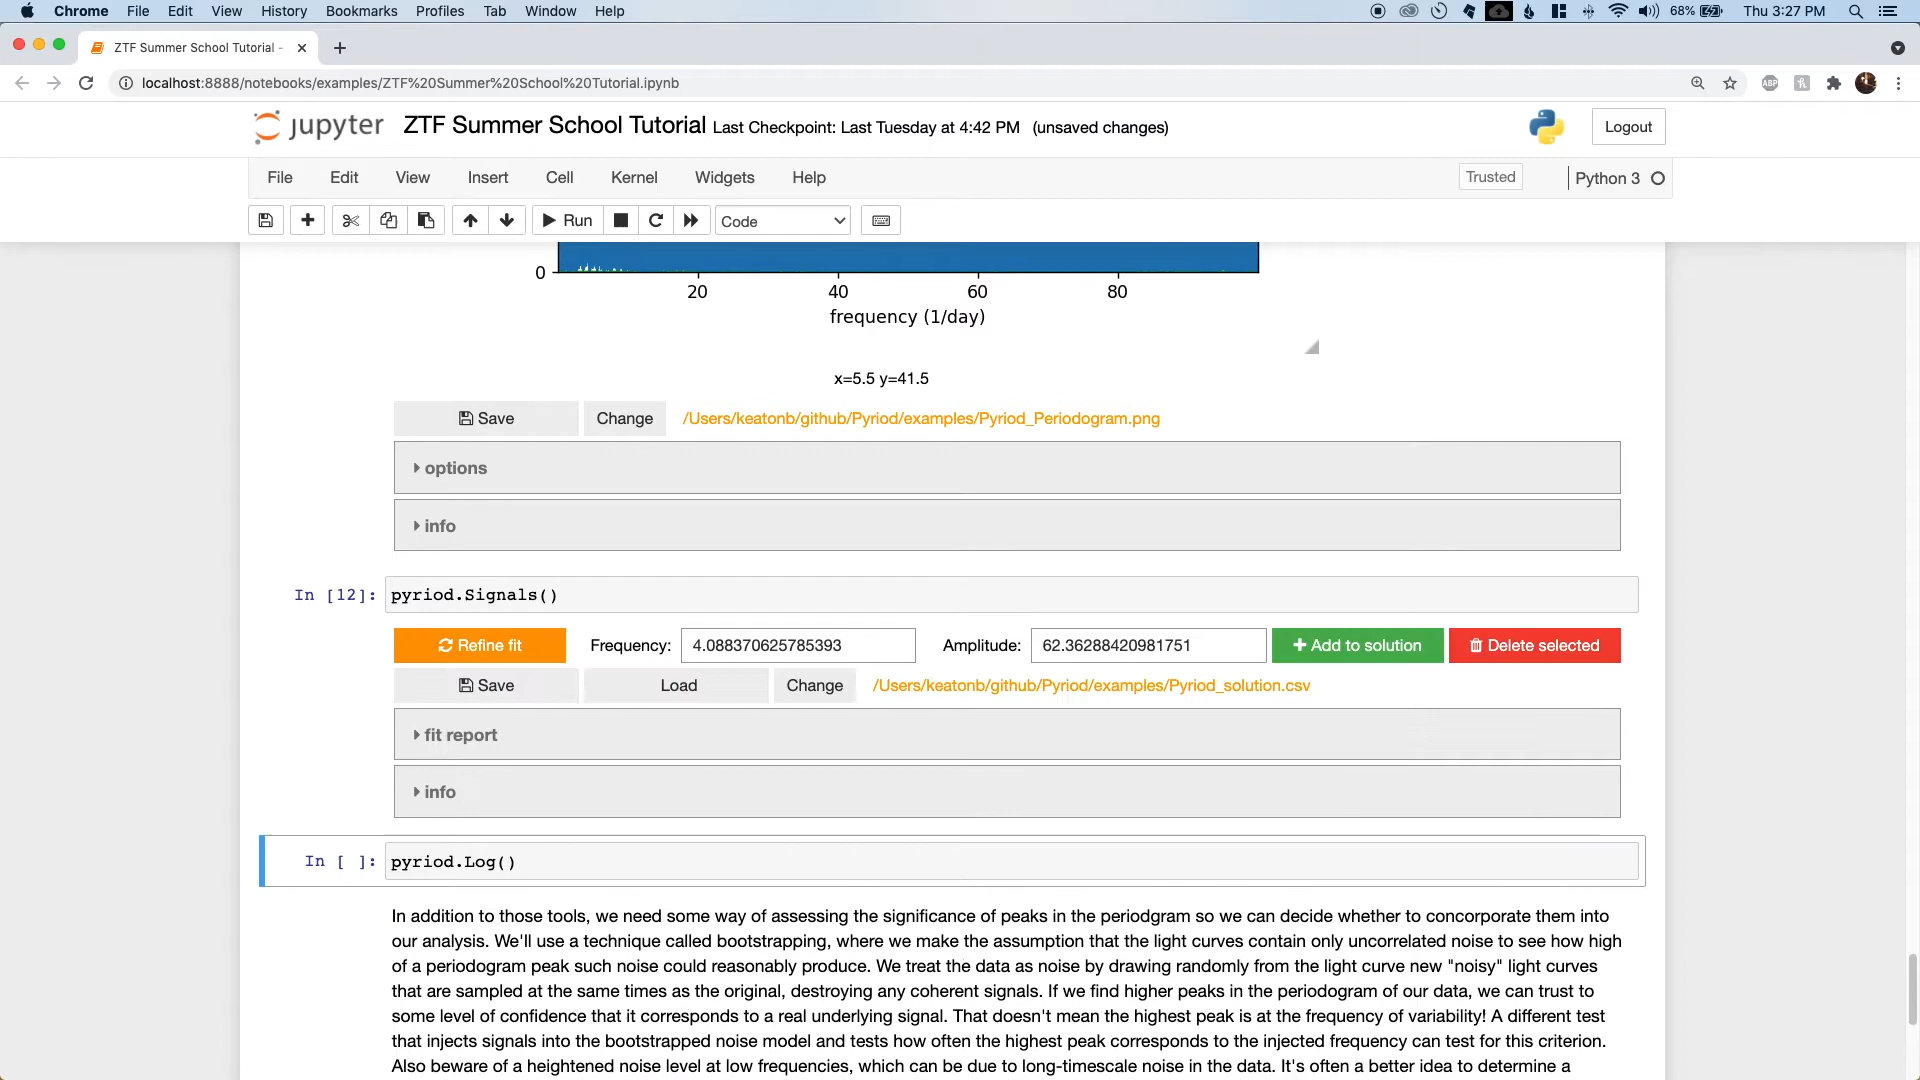 Chrome File Edit View History Bookmarks Profiles Tab Window Help 68% Thu 3:27 PM
ZTF Summer School Tutorial -
localhost:8888/notebooks/examples/ZTF%20Summer%20School%20Tutorial.ipynb ABP
jupyter ZTF Summer School Tutorial Last Checkpoint: Last Tuesday at 4:42 PM (unsaved changes) Logout
File Edit View Insert Cell Kernel Widgets Help Trusted Python 3
Run Code
0
20 40 60 80
frequency (1/day)
x=5.5 y=41.5
Save Change /Users/keatonb/github/Pyriod/examples/Pyriod_Periodogram.png
options
info
In [12]: pyriod.Signals()
Refine fit Frequency: 4.088370625785393 Amplitude: 62.36288420981751 Add to solution Delete selected
Save Load Change /Users/keatonb/github/Pyriod/examples/Pyriod_solution.csv
fit report
info
In [ ]: pyriod.Log()
In addition to those tools, we need some way of assessing the significance of peaks in the periodgram so we can decide whether to concorporate them into
our analysis. We'll use a technique called bootstrapping, where we make the assumption that the light curves contain only uncorrelated noise to see how high
of a periodogram peak such noise could reasonably produce. We treat the data as noise by drawing randomly from the light curve new "noisy" light curves
that are sampled at the same times as the original, destroying any coherent signals. If we find higher peaks in the periodogram of our data, we can trust to
some level of confidence that it corresponds to a real underlying signal. That doesn't mean the highest peak is at the frequency of variability! A different test
that injects signals into the bootstrapped noise model and tests how often the highest peak corresponds to the injected frequency can test for this criterion.
Also beware of a heightened noise level at low frequencies, which can be due to long-timescale noise in the data. It's often a better idea to determine a